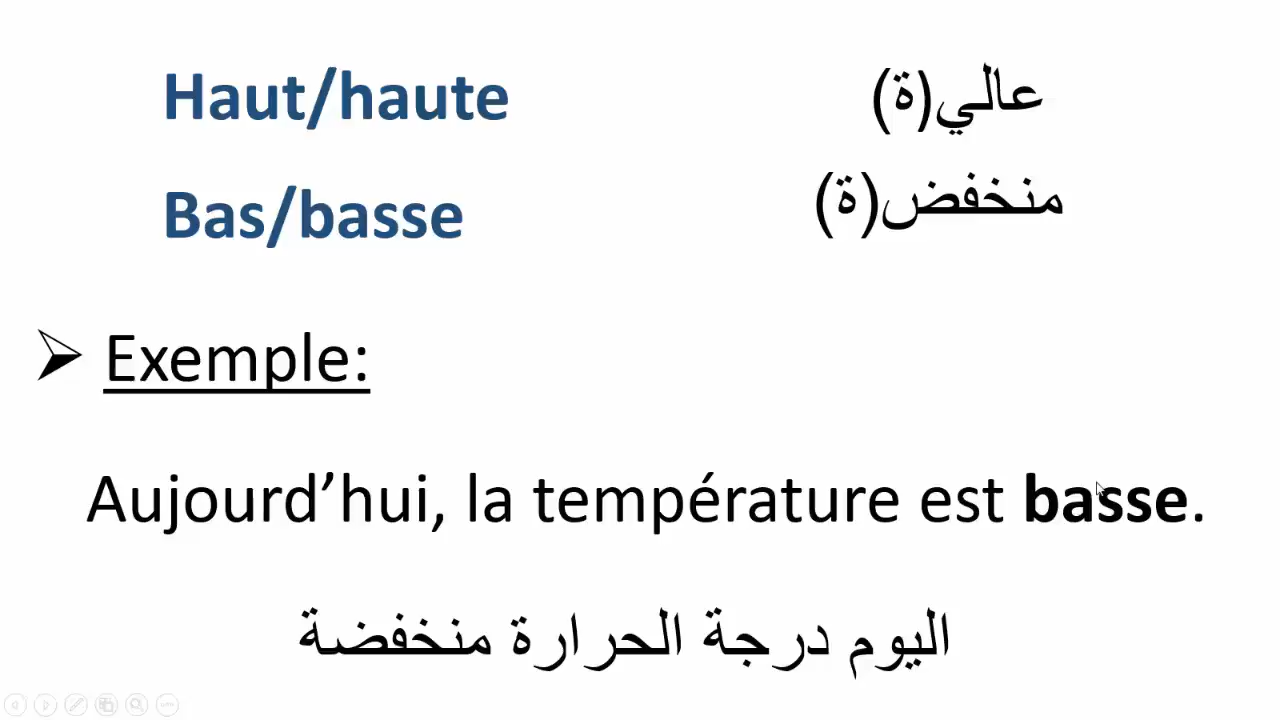 Haut/haute
عالي(ة)
Bas/basse
منخفض(ة)
Exemple:
Aujourd’hui, la température est basse.
اليوم درجة الحرارة منخفضة